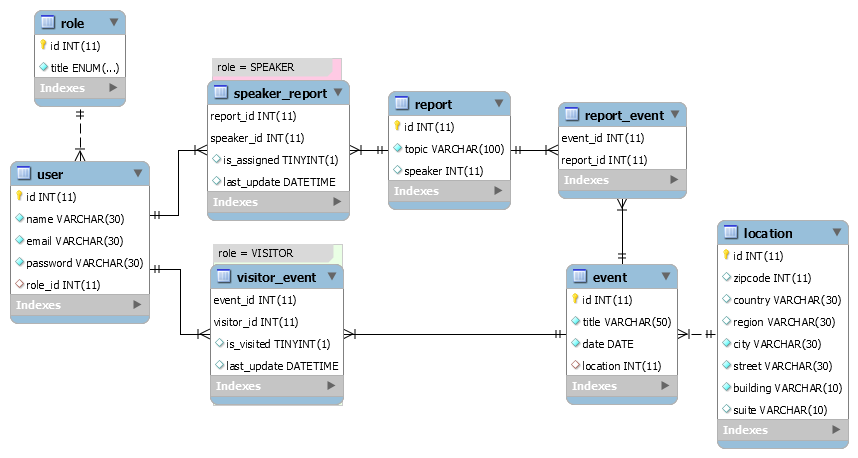 role
id INT(11)
title ENUM(...)
Indexes
user
id INT(11)
name VARCHAR(30)
email VARCHAR(30)
password VARCHAR(30)
role_id INT(11)
Indexes
role = SPEAKER
speaker_report
report_id INT(11)
speaker_id INT(11)
is_assigned TINYINT(1)
last_update DATETIME
Indexes
role = VISITOR
visitor_event
event_id INT(11)
visitor_id INT(11)
is_visited TINYINT(1)
last_update DATETIME
Indexes
report
id INT(11)
topic VARCHAR(100)
speaker INT(11)
Indexes
report_event
event_id INT(11)
report_id INT(11)
Indexes
event
id INT(11)
title VARCHAR(50)
date DATE
location INT(11)
Indexes
location
id INT(11)
zipcode INT(11)
country VARCHAR(30)
region VARCHAR(30)
city VARCHAR(30)
street VARCHAR(30)
building VARCHAR(10)
suite VARCHAR(10)
Indexes